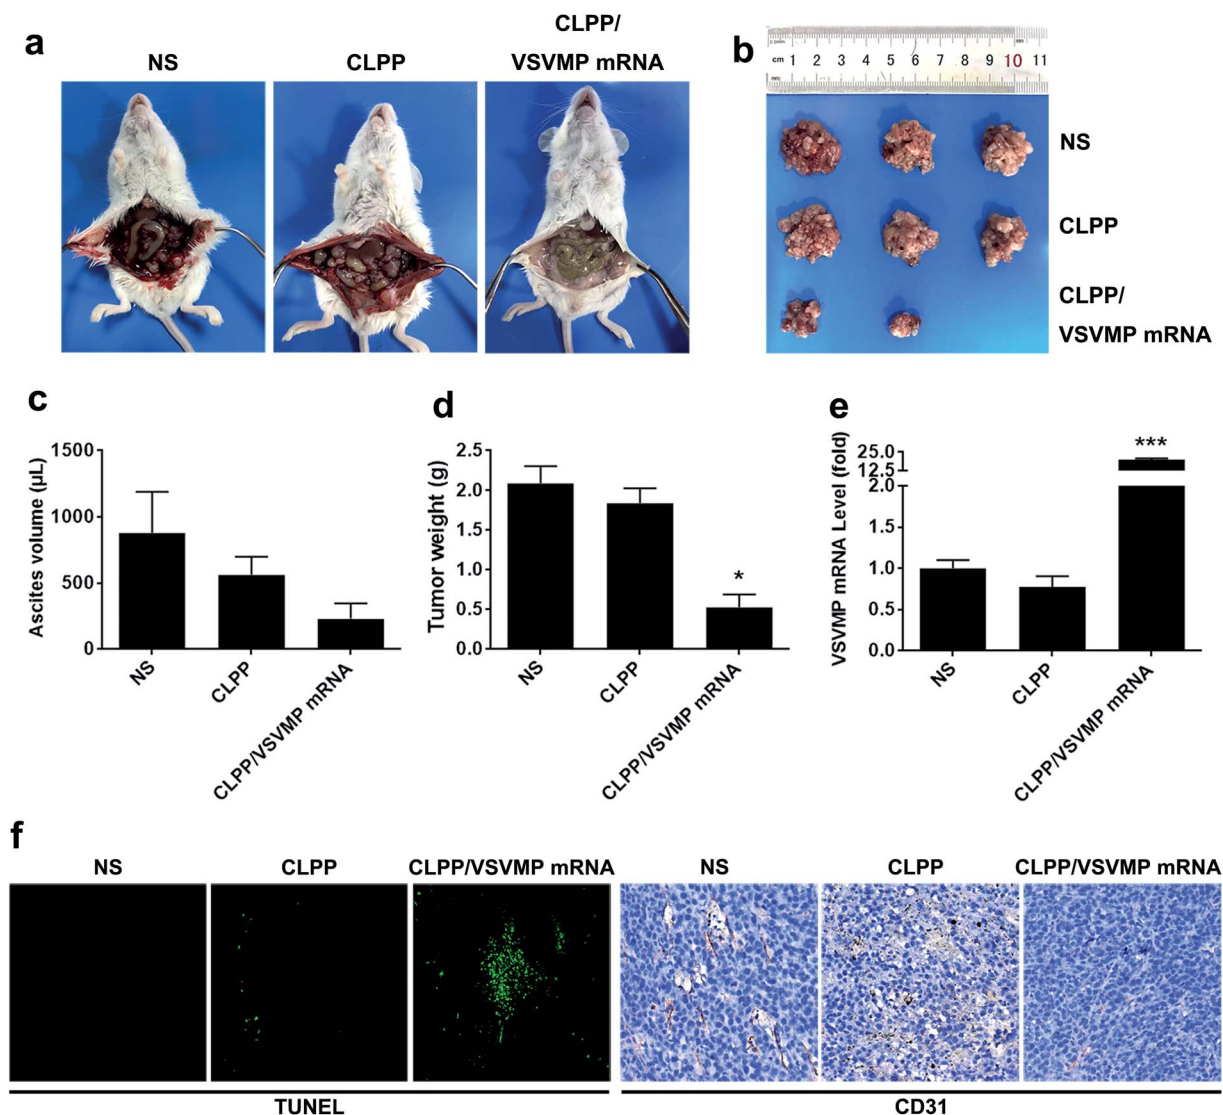 a
NS
CLPP
CLPP/
VSVMP mRNA
b
cm 1 2 3 4 5 6 7 8 9 10 11
mm
NS
CLPP
CLPP/
VSVMP mRNA
c
Ascites volume (μL)
1500
1000
500
0
NS
CLPP
CLPP/VSVMP mRNA
d
Tumor weight (g)
2.5
2.0
1.5
1.0
0.5
0.0
*
NS
CLPP
CLPP/VSVMP mRNA
e
VSVMP mRNA Level (fold)
25.0
12.5
2.0
1.5
1.0
0.5
0.0
***
NS
CLPP
CLPP/VSVMP mRNA
f
NS
CLPP
CLPP/VSVMP mRNA
NS
CLPP
CLPP/VSVMP mRNA
TUNEL
CD31